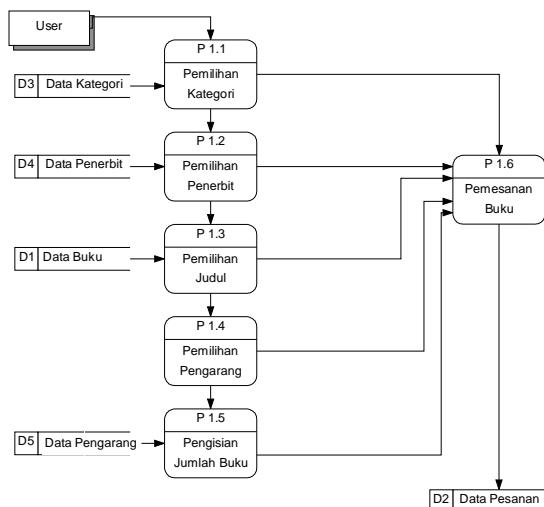 User
P 1.1
Pemilihan
Kategori
D3 Data Kategori
P 1.2
Pemilihan
Penerbit
D4 Data Penerbit
P 1.6
Pemesanan
Buku
P 1.3
Pemilihan
Judul
D1 Data Buku
P 1.4
Pemilihan
Pengarang
P 1.5
Pengisian
Jumlah Buku
D5 Data Pengarang
D2 Data Pesanan